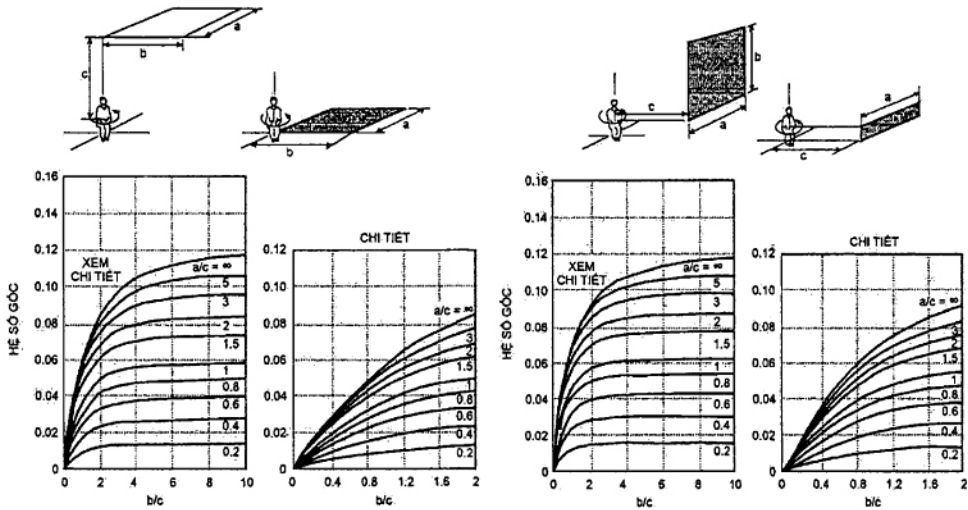 a
b
c
a
b
b
c
a
a
c
0.16
0.14
0.12
0.10
0.08
0.06
0.04
0.02
0
HỆ SỐ GÓC
XEM
CHI TIẾT
a/c = ∞
5
3
2
1.5
1
0.8
0.6
0.4
0.2
0 2 4 6 8 10
b/c
CHI TIẾT
0.12
0.10
0.08
0.06
0.04
0.02
0
a/c = ∞
3
2
1.5
1
0.8
0.6
0.4
0.2
0.4 0.8 1.2 1.6 2
b/c
0.16
0.14
0.12
0.10
0.08
0.06
0.04
0.02
0.00
HỆ SỐ GÓC
XEM
CHI TIẾT
a/c = ∞
5
3
2
1.5
1
0.8
0.6
0.4
0.2
0 2 4 6 8 10
b/c
CHI TIẾT
0.12
0.10
0.08
0.06
0.04
0.02
0
a/c = ∞
3
2
1.5
1
0.8
0.6
0.4
0.2
0 0.4 0.8 1.2 1.6 2
b/c